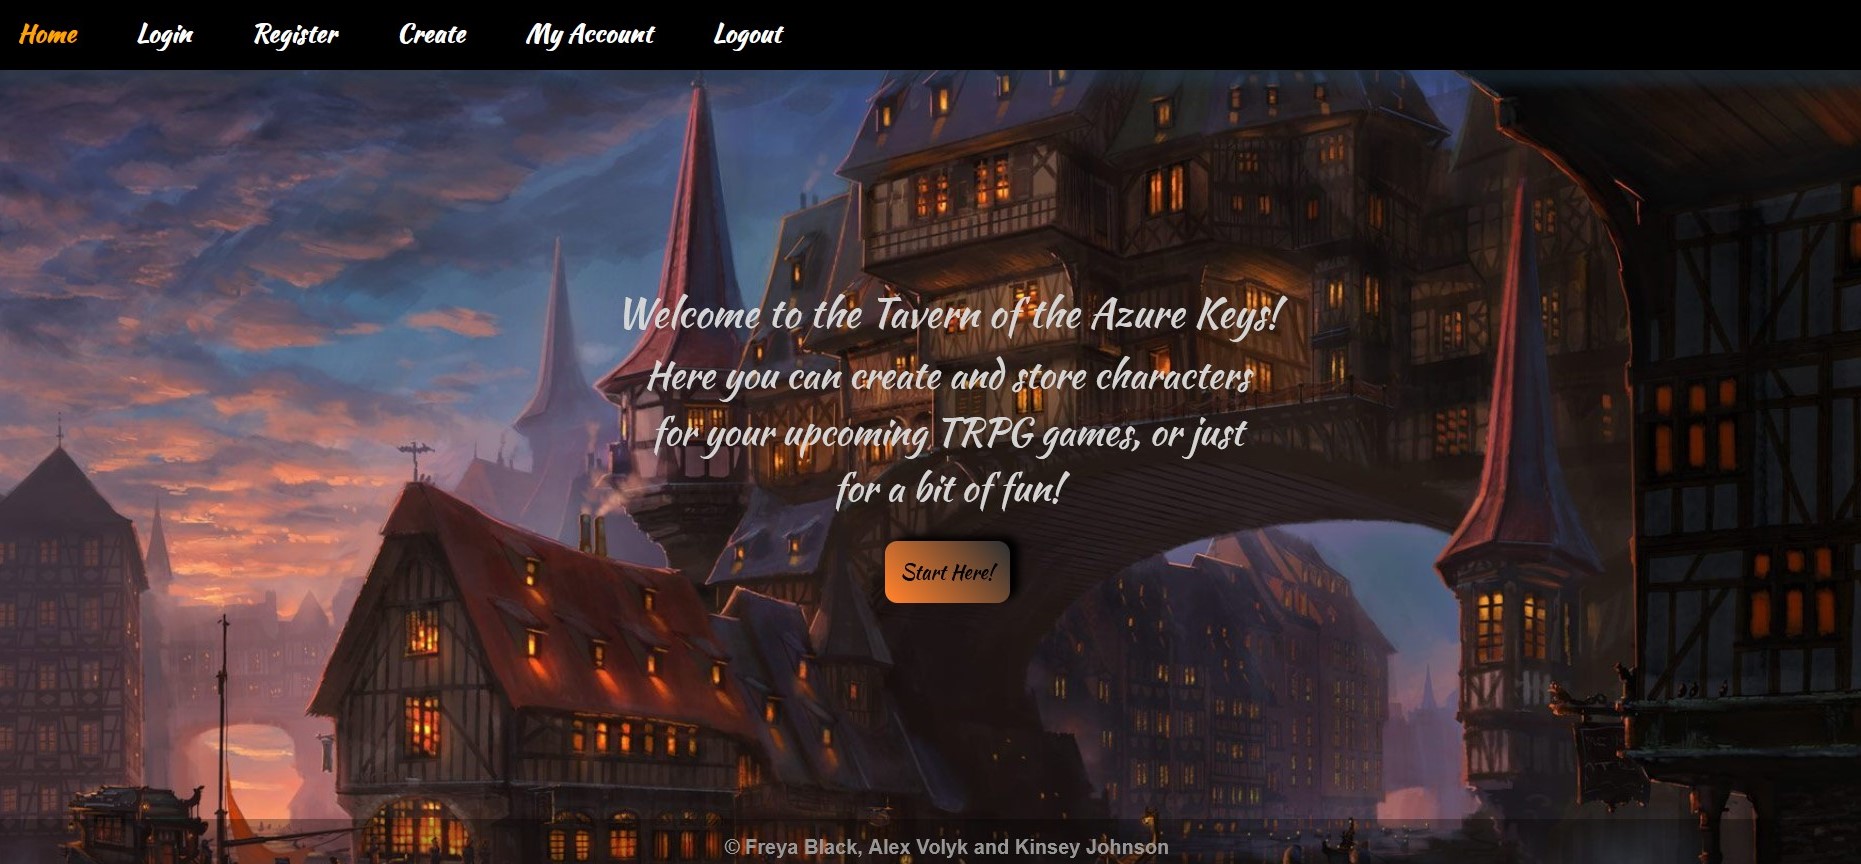 Home Login Register Create My Account Logout
Welcome to the Tavern of the Azure Keys!
Here you can create and store characters
for your upcoming TRPG games, or just
for a bit of fun!
Start Here!
© Freya Black, Alex Volyk and Kinsey Johnson